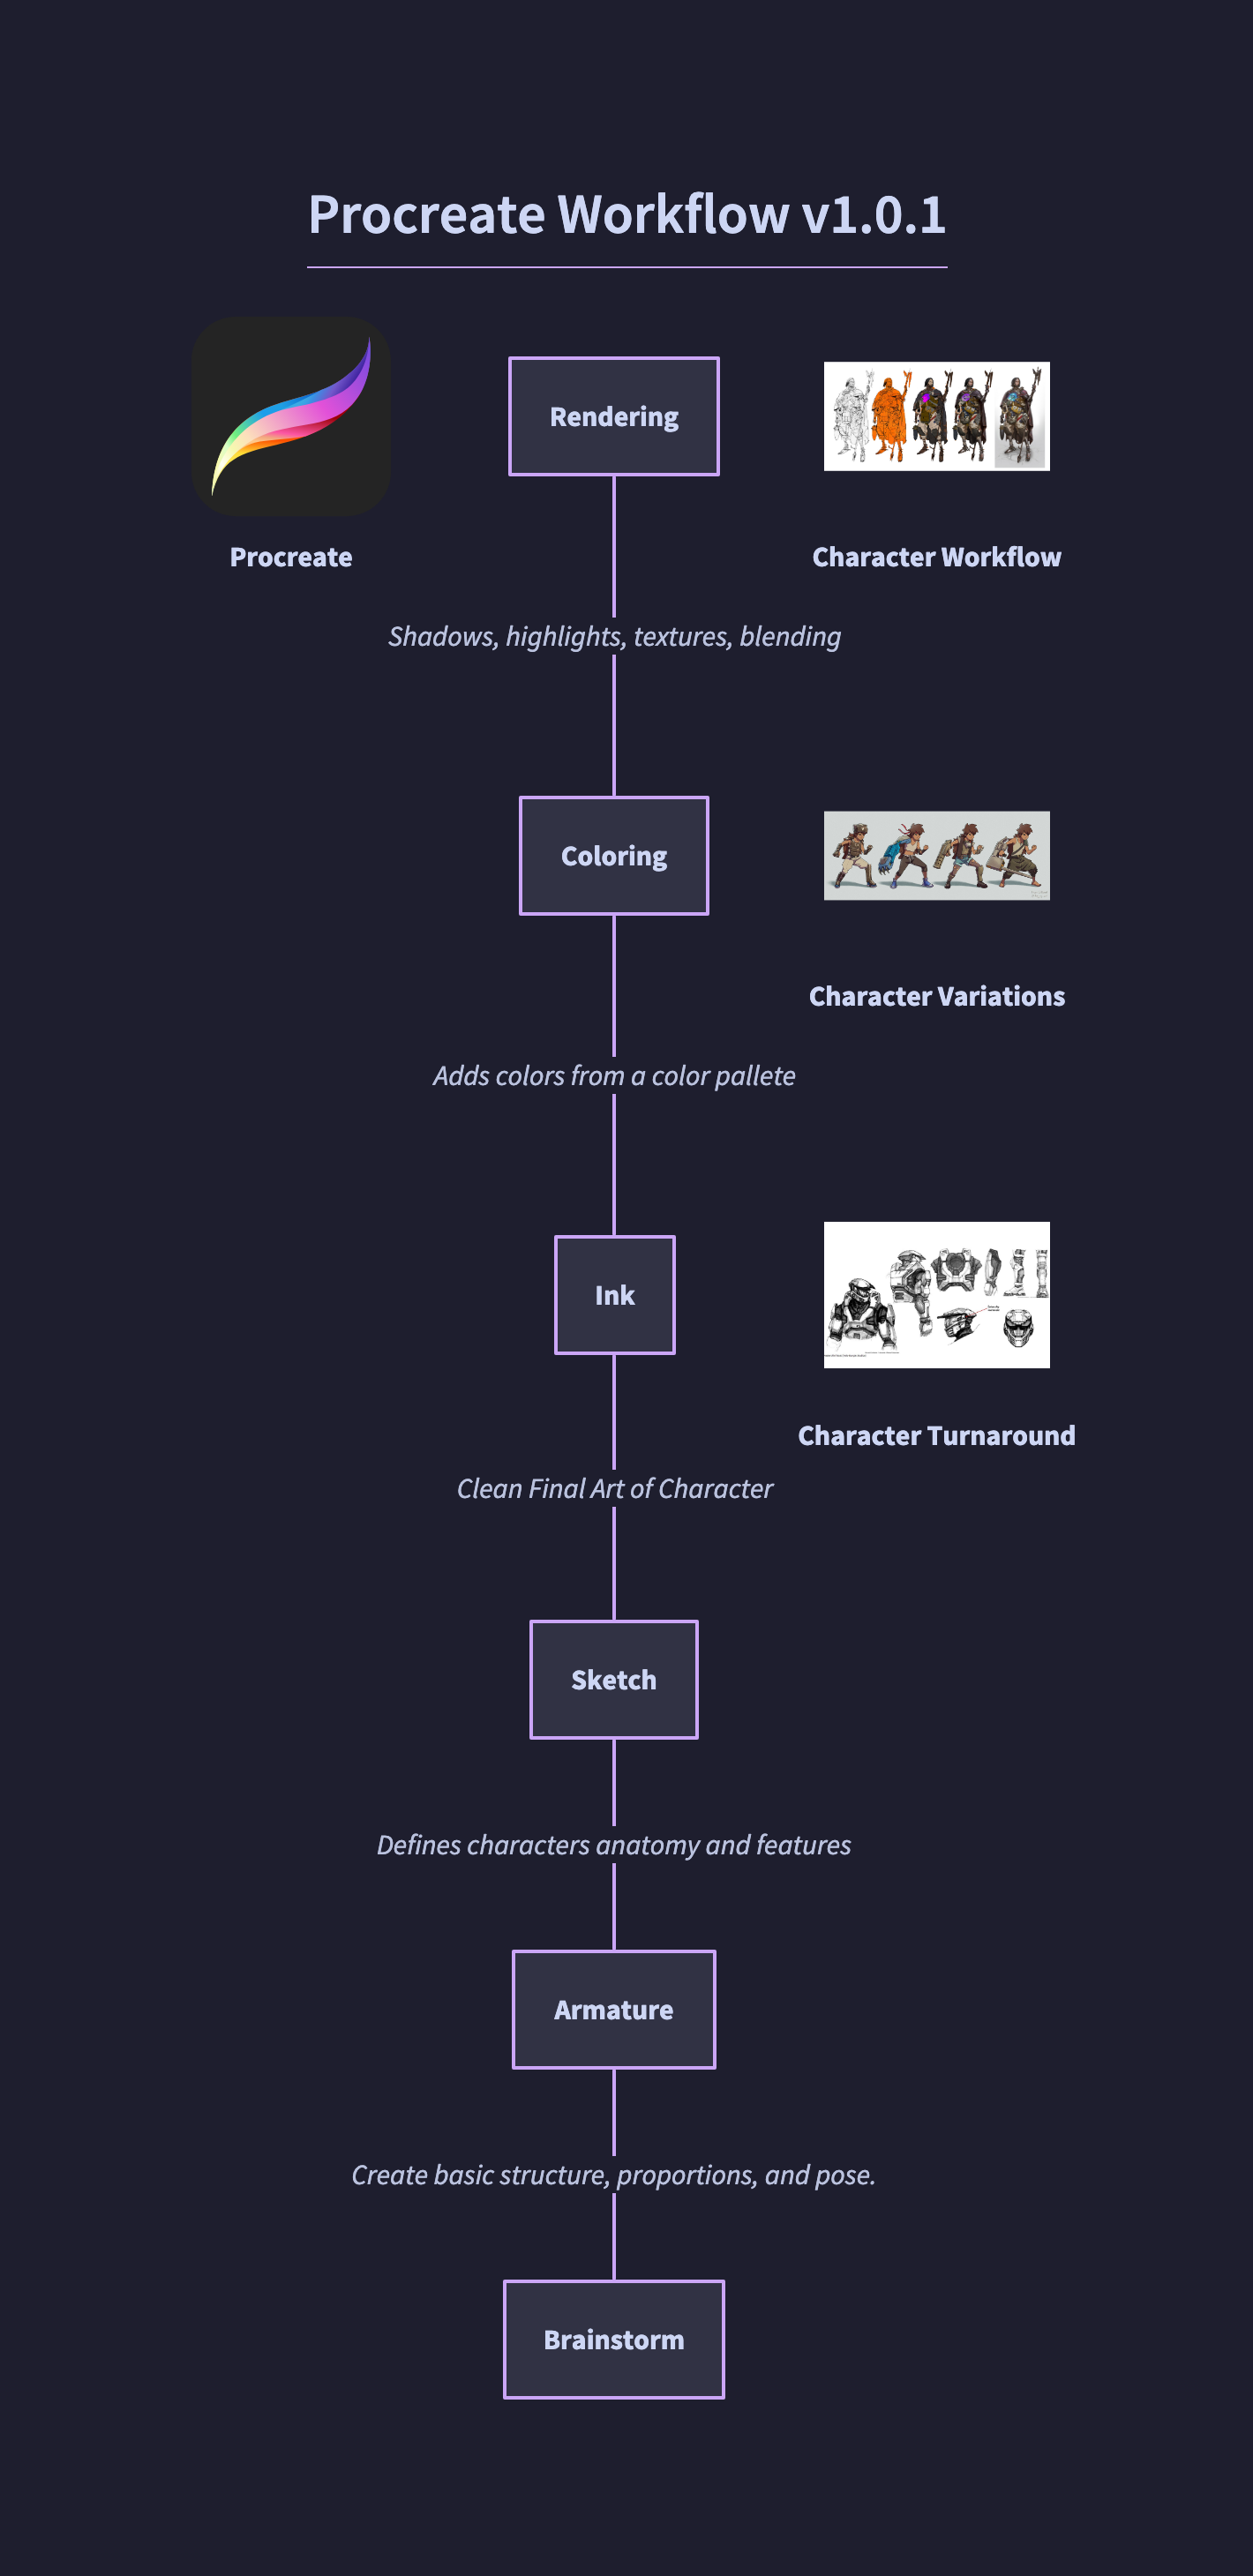 Procreate Workflow v1.0.1
Rendering
Procreate
Character Workflow
Shadows, highlights, textures, blending
Coloring
Character Variations
Adds colors from a color pallete
Ink
Character Turnaround
Clean Final Art of Character
Sketch
Defines characters anatomy and features
Armature
Create basic structure, proportions, and pose.
Brainstorm